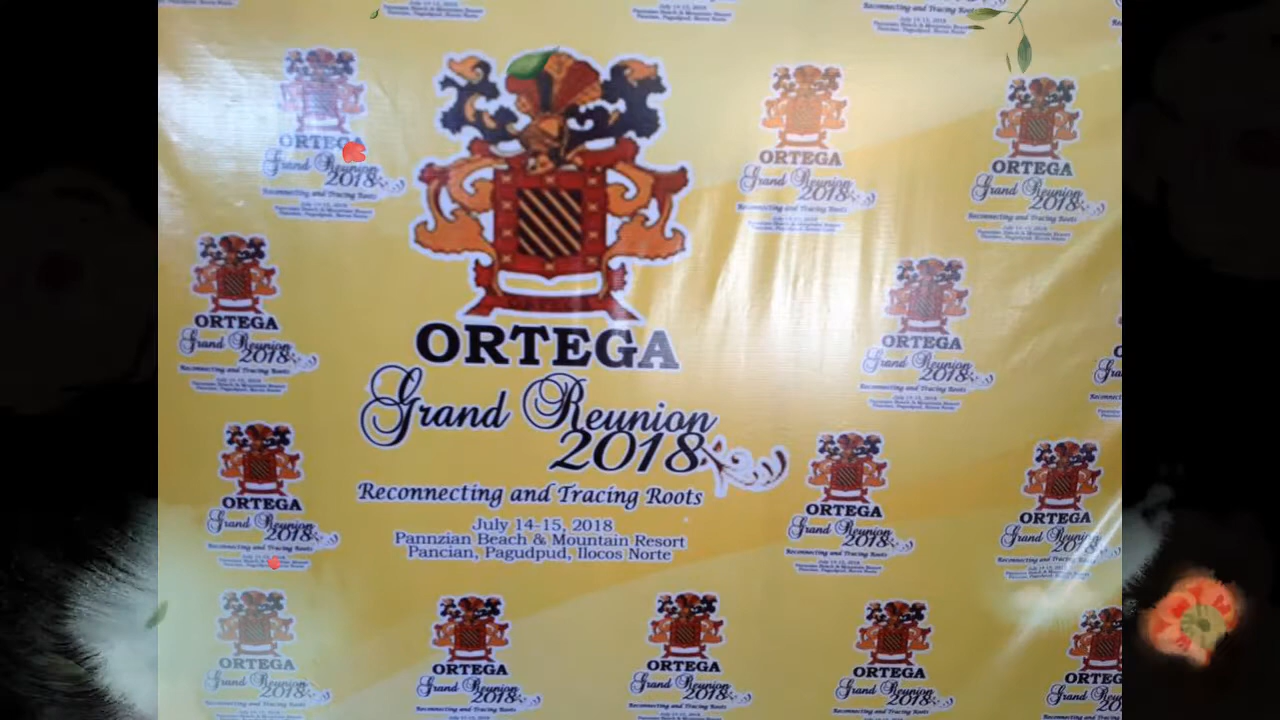 ORTEGA
Grand Reunion
2018
Reconnecting and Tracing Roots
July 14-15, 2018
Pannzian Beach & Mountain Resort
Pancian, Pagudpud, Ilocos Norte